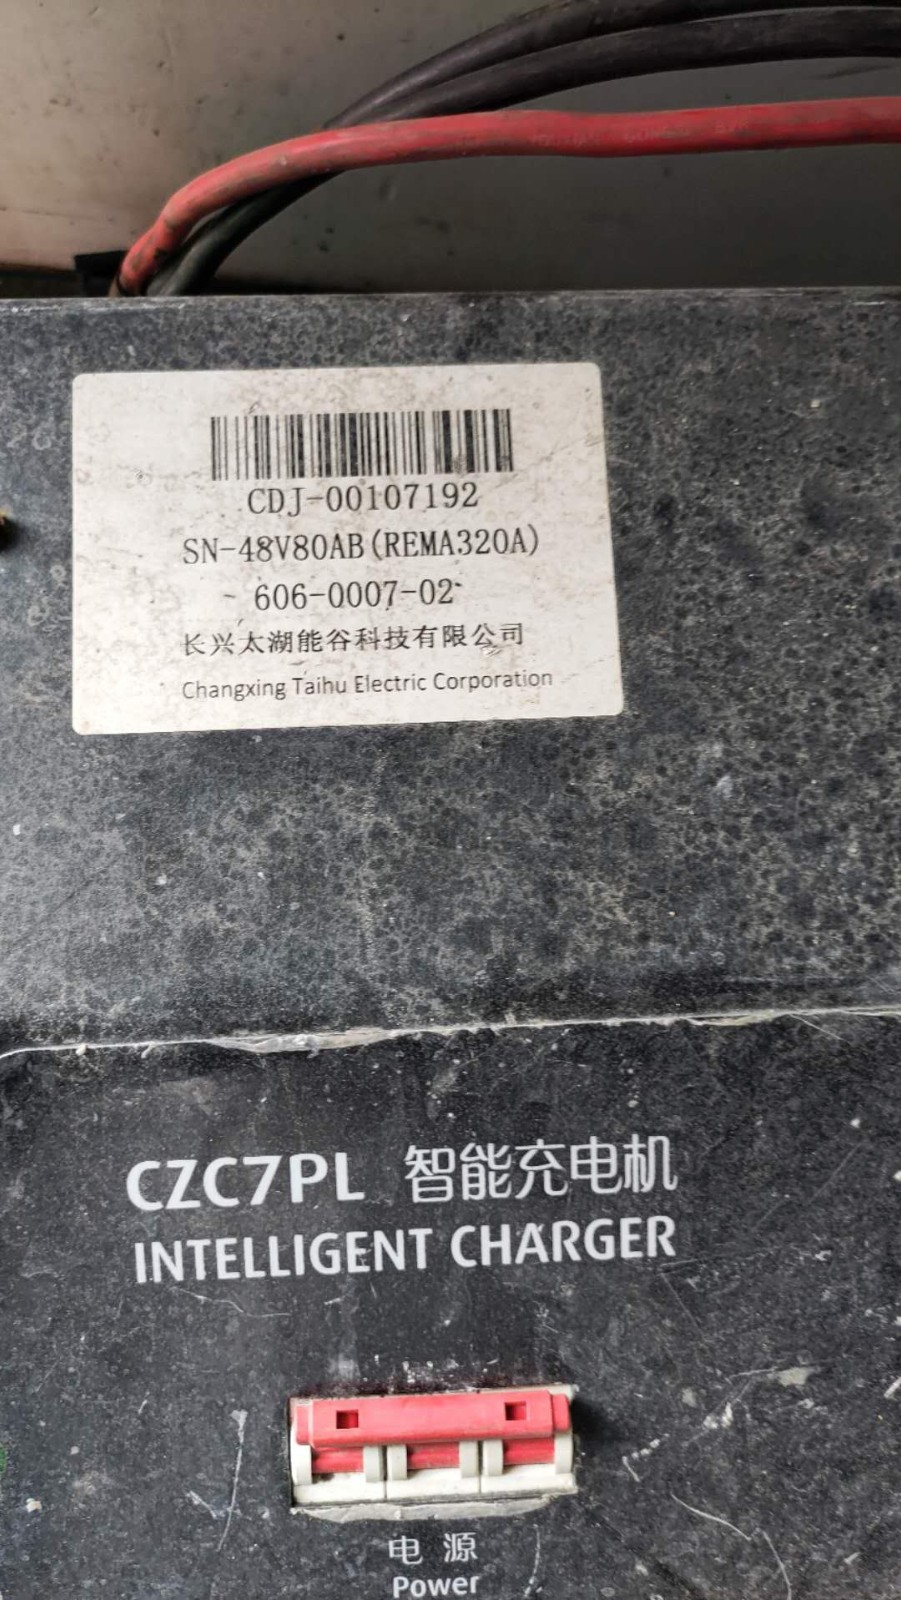 CDJ-00107192
SN-48V80AB(REMA320A)
606-0007-02
长兴太湖能谷科技有限公司
Changxing Taihu Electric Corporation
CZC7PL 智能充电机
INTELLIGENT CHARGER
电 源
Power